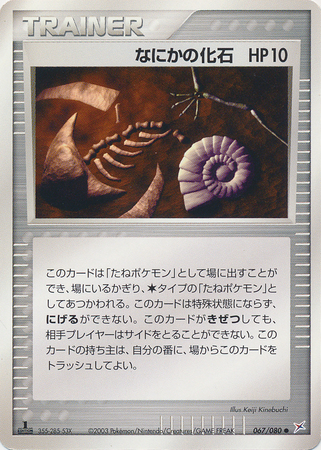 TRAINER
なにかの化石 HP10
このカードは「たねポケモン」として場に出すことが
でき、場にいるかぎり、✶タイプの「たねポケモン」と
してあつかわれる。このカードは特殊状態にならず、
にげるができない。このカードがきぜつしても、
相手プレイヤーはサイドをとることができない。こ
のカードの持ち主は、自分の番に、場からこのカードを
トラッシュしてよい。
Illus. Keiji Kinebuchi
1
355-285-53X
©2003 Pokémon/Nintendo/Creatures/GAME FREAK
067/080 ●